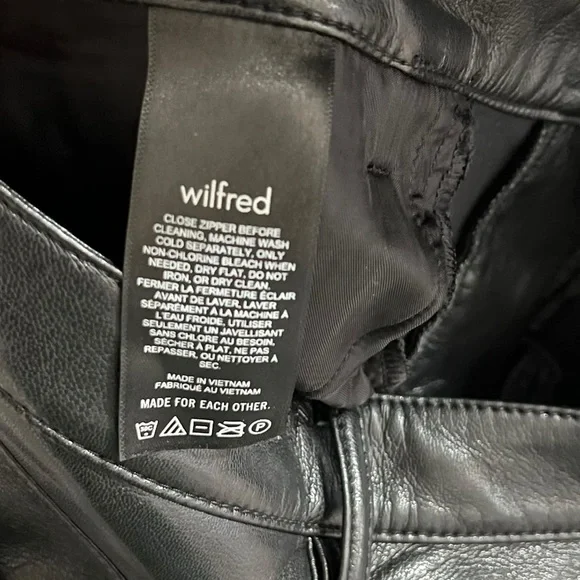 wilfred
CLOSE ZIPPER BEFORE
CLEANING, MACHINE WASH
COLD SEPARATELY, ONLY
NON-CHLORINE BLEACH WHEN
NEEDED, DRY FLAT, DO NOT
IRON, OR DRY CLEAN.
FERMER LA FERMETURE ÉCLAIR
AVANT DE LAVER. LAVER
SÉPARÉMENT À LA MACHINE À
L'EAU FROIDE, UTILISER
SEULEMENT UN JAVELLISANT
SANS CHLORE AU BESOIN.
SÉCHER À PLAT, NE PAS
REPASSER, OU NETTOYER À
SEC.
MADE IN VIETNAM
FABRIQUÉ AU VIETNAM
MADE FOR EACH OTHER.
30C P